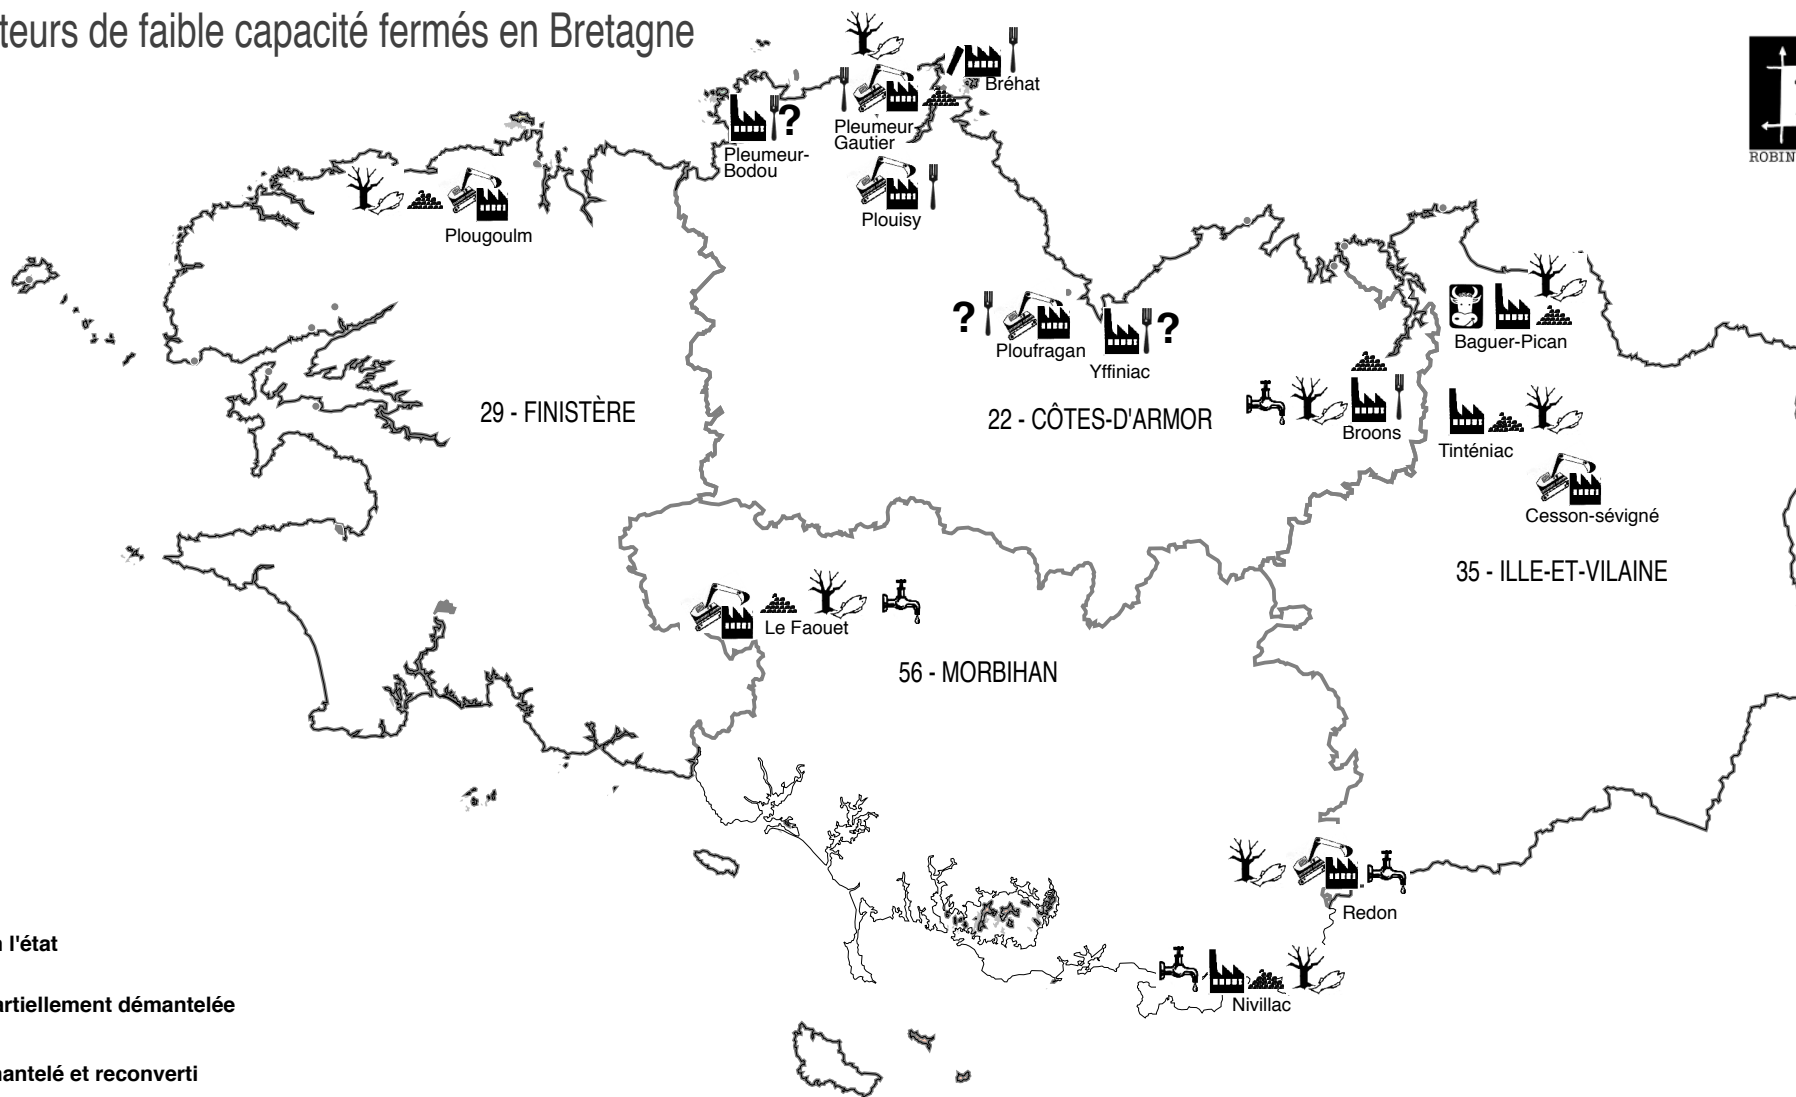 teurs de faible capacité fermés en Bretagne
Bréhat
ROBIN
?
Pleumeur-
Bodou
Pleumeur
Gautier
Plouisy
Plougoulm
?
Ploufragan
?
Yffiniac
Baguer-Pican
29 - FINISTÈRE
22 - CÔTES-D'ARMOR
Broons
Tinténiac
Cesson-sévigné
35 - ILLE-ET-VILAINE
Le Faouet
56 - MORBIHAN
Redon
Nivillac
l'état
artiellement démantelée
antelé et reconverti